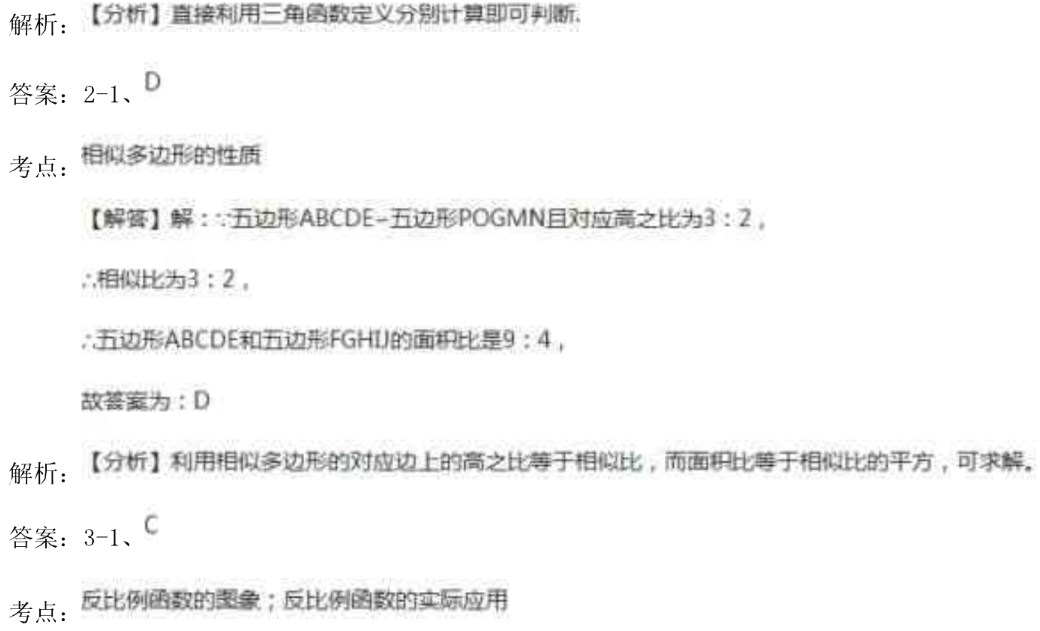 解析：【分析】直接利用三角函数定义分别计算即可判断.
答案：2-1、D
考点：相似多边形的性质
【解答】解：∵五边形ABCDE~五边形POGMN且对应高之比为3：2，
∴相似比为3：2，
∴五边形ABCDE和五边形FGHIJ的面积比是9：4，
故答案为：D
解析：【分析】利用相似多边形的对应边上的高之比等于相似比，而面积比等于相似比的平方，可求解。
答案：3-1、C
考点：反比例函数的图象；反比例函数的实际应用